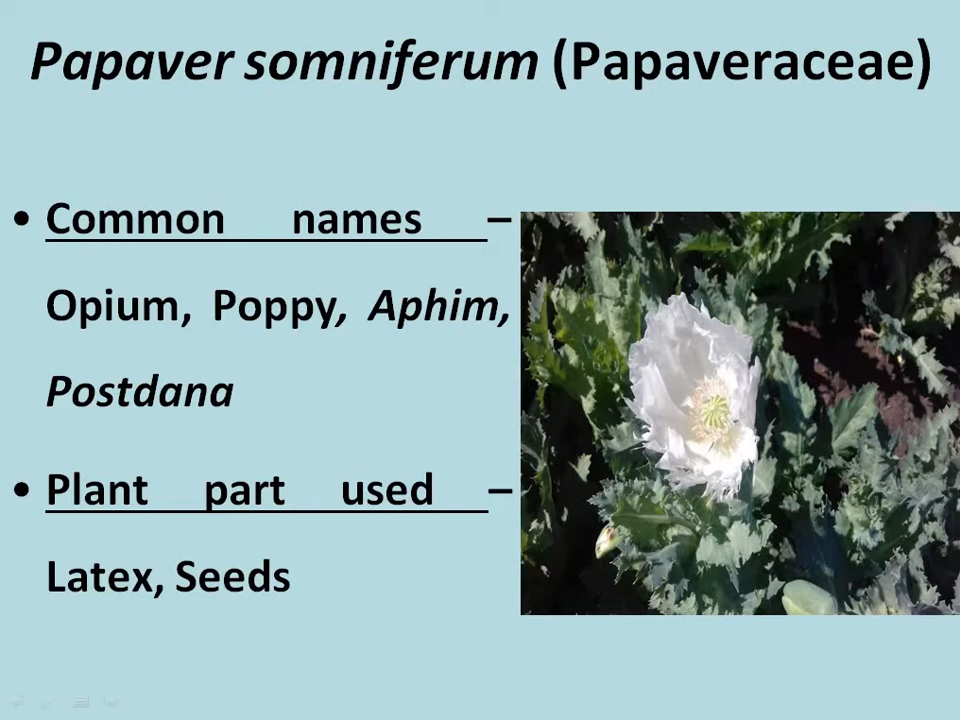 Papaver somniferum (Papaveraceae)
• Common names –
Opium, Poppy, Aphim,
Postdana
• Plant part used –
Latex, Seeds